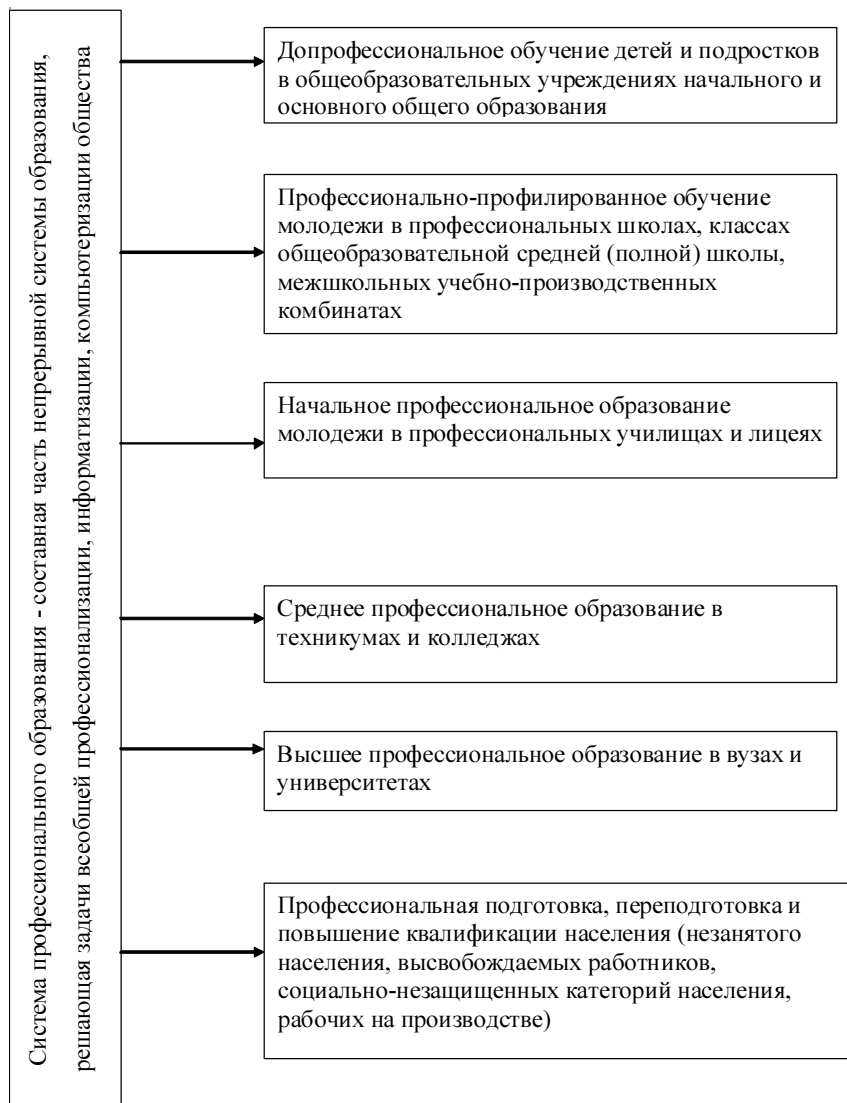 Система профессионального образования - составная часть непрерывной системы образования,
решающая задачи всеобщей профессионализации, информатизации, компьютеризации общества
Допрофессиональное обучение детей и подростков
в общеобразовательных учреждениях начального и
основного общего образования
Профессионально-профилированное обучение
молодежи в профессиональных школах, классах
общеобразовательной средней (полной) школы,
межшкольных учебно-производственных
комбинатах
Начальное профессиональное образование
молодежи в профессиональных училищах и лицеях
Среднее профессиональное образование в
техникумах и колледжах
Высшее профессиональное образование в вузах и
университетах
Профессиональная подготовка, переподготовка и
повышение квалификации населения (незанятого
населения, высвобождаемых работников,
социально-незащищенных категорий населения,
рабочих на производстве)